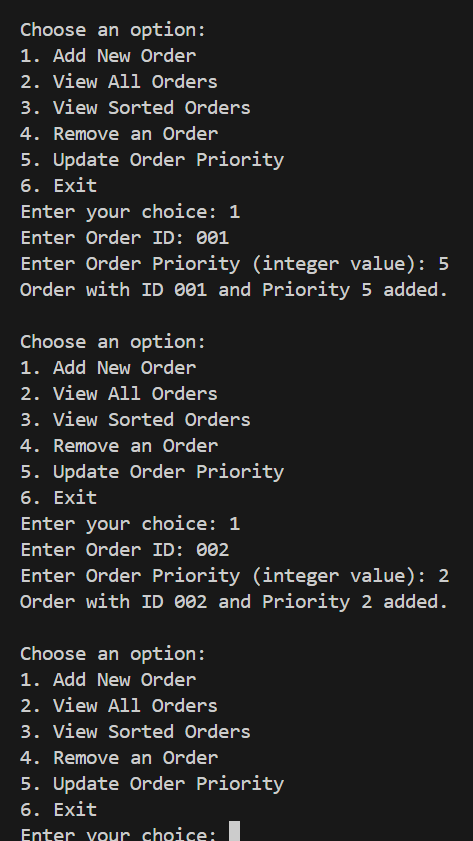 Choose an option:
1. Add New Order
2. View All Orders
3. View Sorted Orders
4. Remove an Order
5. Update Order Priority
6. Exit
Enter your choice: 1
Enter Order ID: 001
Enter Order Priority (integer value): 5
Order with ID 001 and Priority 5 added.

Choose an option:
1. Add New Order
2. View All Orders
3. View Sorted Orders
4. Remove an Order
5. Update Order Priority
6. Exit
Enter your choice: 1
Enter Order ID: 002
Enter Order Priority (integer value): 2
Order with ID 002 and Priority 2 added.

Choose an option:
1. Add New Order
2. View All Orders
3. View Sorted Orders
4. Remove an Order
5. Update Order Priority
6. Exit
Enter your choice: